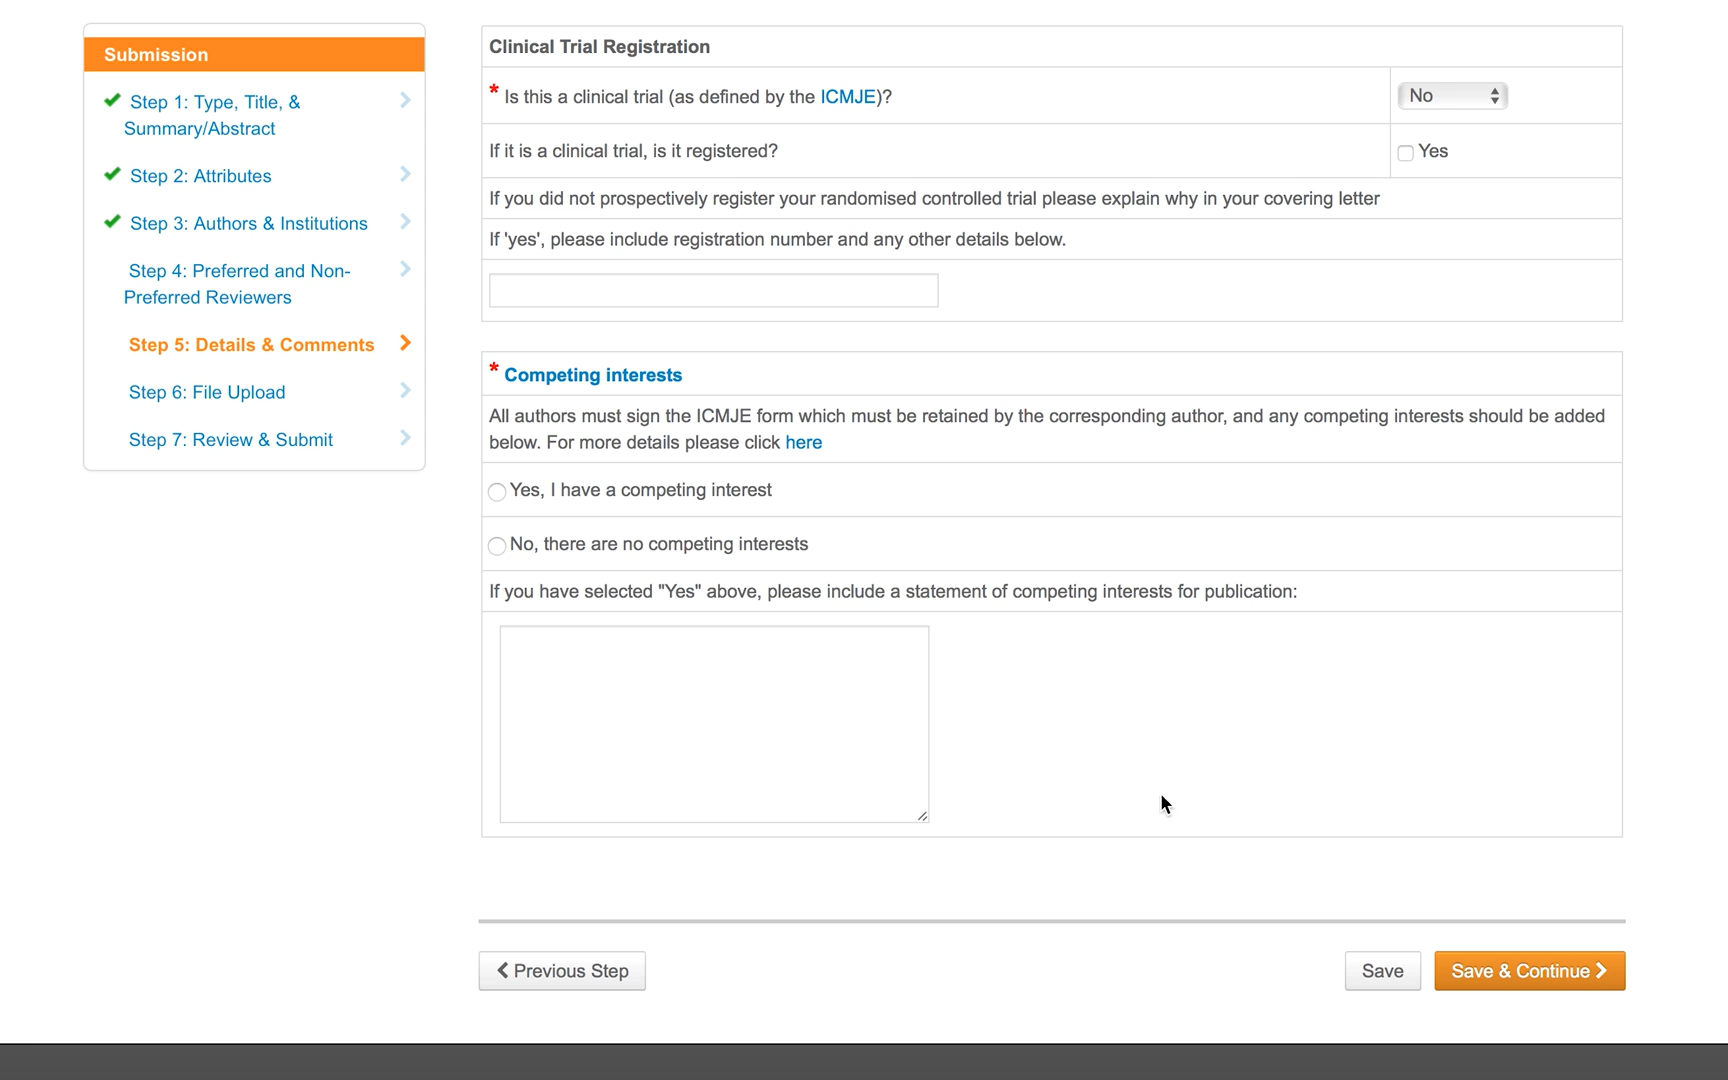 Submission
Step 1: Type, Title, &
Summary/Abstract
Step 2: Attributes
Step 3: Authors & Institutions
Step 4: Preferred and Non-
Preferred Reviewers
Step 5: Details & Comments
Step 6: File Upload
Step 7: Review & Submit
Clinical Trial Registration
* Is this a clinical trial (as defined by the ICMJE)?
No
If it is a clinical trial, is it registered?
Yes
If you did not prospectively register your randomised controlled trial please explain why in your covering letter
If 'yes', please include registration number and any other details below.
* Competing interests
All authors must sign the ICMJE form which must be retained by the corresponding author, and any competing interests should be added
below. For more details please click here
Yes, I have a competing interest
No, there are no competing interests
If you have selected "Yes" above, please include a statement of competing interests for publication:
Previous Step
Save
Save & Continue